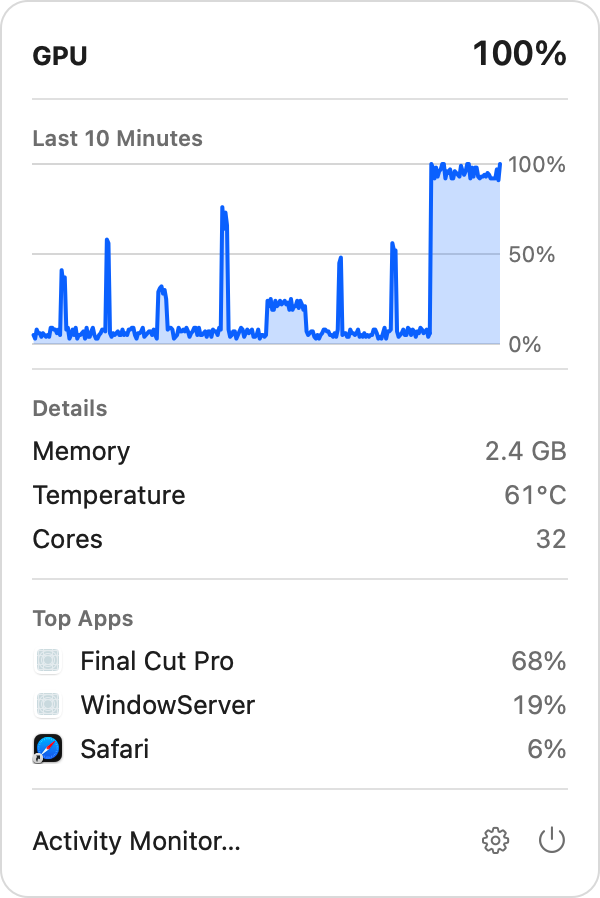 GPU 100%
Last 10 Minutes
100%
50%
0%
Details
Memory 2.4 GB
Temperature 61°C
Cores 32
Top Apps
Final Cut Pro 68%
WindowServer 19%
Safari 6%
Activity Monitor...